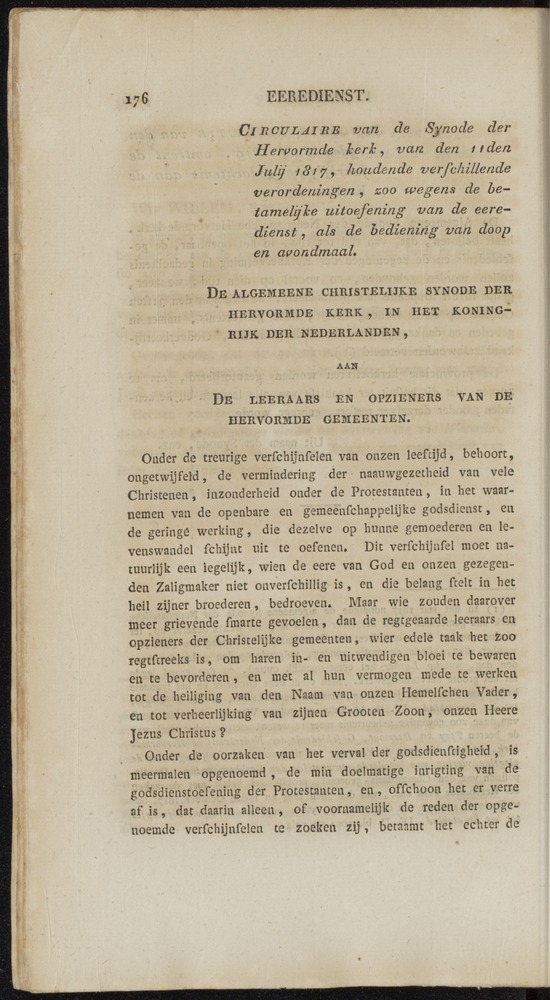 176 EEREDIENST.
CIRCULAIRE van de Synode der
Hervormde kerk, van den 11den
Julij 1817, houdende verſchillende
verordeningen, zoo wegens de be-
tamelijke uitoefening van de eere-
dienst, als de bediening van doop
en avondmaal.
DE ALGEMEENE CHRISTELIJKE SYNODE DER
HERVORMDE KERK, IN HET KONING-
RIJK DER NEDERLANDEN,
AAN
DE LEERAARS EN OPZIENERS VAN DE
HERVORMDE GEMEENTEN.
Onder de treurige verſchijnſelen van onzen leeftijd, behoort,
ongetwijfeld, de vermindering der naauwgezetheid van vele
Christenen, inzonderheid onder de Protestanten, in het waar-
nemen van de openbare en gemeenſchappelijke godsdienst, en
de geringe werking, die dezelve op hunne gemoederen en le-
venswandel ſchijnt uit te oefenen. Dit verſchijnſel moet na-
tuurlijk een iegelijk, wien de eere van God en onzen gezegen-
den Zaligmaker niet onverſchillig is, en die belang ſtelt in het
heil zijner broederen, bedroeven. Maar wie zouden daarover
meer grievende ſmarte gevoelen, dan de regtgeaarde leeraars en
opzieners der Christelijke gemeenten, wier edele taak het zoo
regtſtreeks is, om haren in- en uitwendigen bloei te bewaren
en te bevorderen, en met al hun vermogen mede te werken
tot de heiliging van den Naam van onzen Hemelſchen Vader,
en tot verheerlijking van zijnen Grooten Zoon, onzen Heere
Jezus Christus?
Onder de oorzaken van het verval der godsdienſtigheid, is
meermalen opgenoemd, de min doelmatige inrigting van de
godsdienstoefening der Protestanten, en, offchoon het er verre
af is, dat daarin alleen, of voornamelijk de reden der opge-
noemde verſchijnſelen te zoeken zij, betaamt het echter de